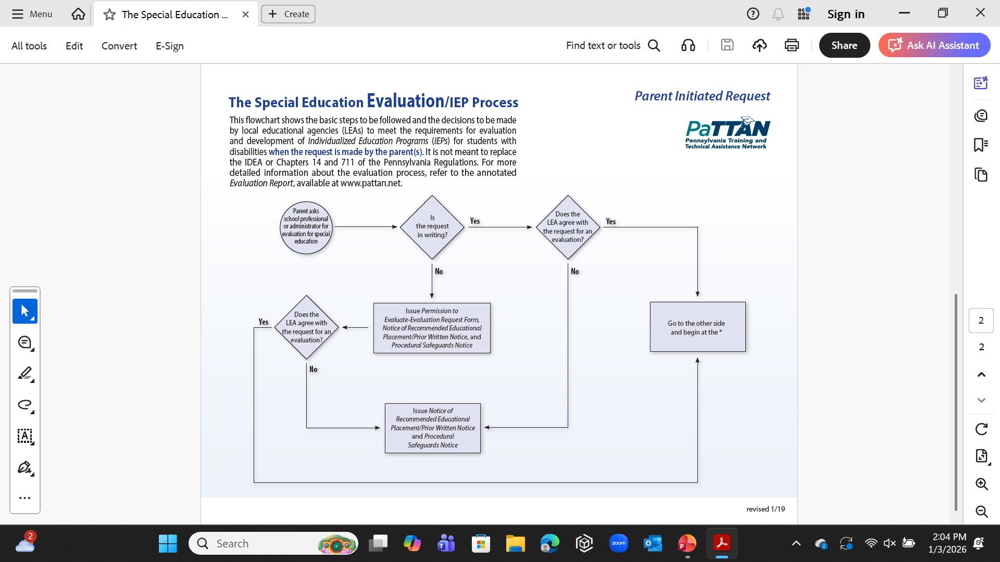 Menu
The Special Education ...
Create
Sign in
All tools
Edit
Convert
E-Sign
Find text or tools
Share
Ask AI Assistant
The Special Education Evaluation/IEP Process
Parent Initiated Request
This flowchart shows the basic steps to be followed and the decisions to be made
by local educational agencies (LEAs) to meet the requirements for evaluation
and development of Individualized Education Programs (IEPs) for students with
disabilities when the request is made by the parent(s). It is not meant to replace
the IDEA or Chapters 14 and 711 of the Pennsylvania Regulations. For more
detailed information about the evaluation process, refer to the annotated
Evaluation Report, available at www.pattan.net.
PaTTAN
Pennsylvania Training and
Technical Assistance Network
Parent asks
school professional
or administrator for
evaluation for special
education
Is
the request
in writing?
Yes
Does the
LEA agree with
the request for an
evaluation?
Yes
No
No
Yes
Does the
LEA agree with
the request for an
evaluation?
Issue Permission to
Evaluate-Evaluation Request Form,
Notice of Recommended Educational
Placement/Prior Written Notice, and
Procedural Safeguards Notice
Go to the other side
and begin at the *
No
Issue Notice of
Recommended Educational
Placement/Prior Written Notice
and Procedural
Safeguards Notice
revised 1/19
2
2
A
2
Search
T
zoom
O
P
2:04 PM
1/3/2026